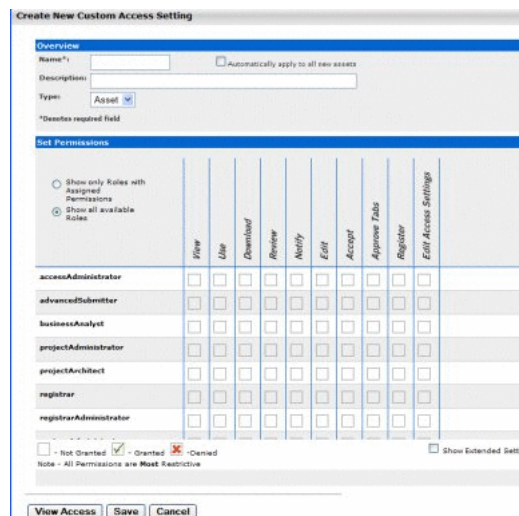 Create New Custom Access Setting
Overview
Name*:
Automatically apply to all new assets
Description:
Type:
Asset
*Denotes required field
Set Permissions
Show only Roles with
Assigned
Permissions
Show all available
Roles
View
Use
Download
Review
Notify
Edit
Accept
Approve Tabs
Register
Edit Access Settings
accessAdministrator
advancedSubmitter
businessAnalyst
projectAdministrator
projectArchitect
registrar
registrarAdministrator
- Not Granted - Granted -Denied
Show Extended Sett
Note - All Permissions are Most Restrictive
View Access Save Cancel